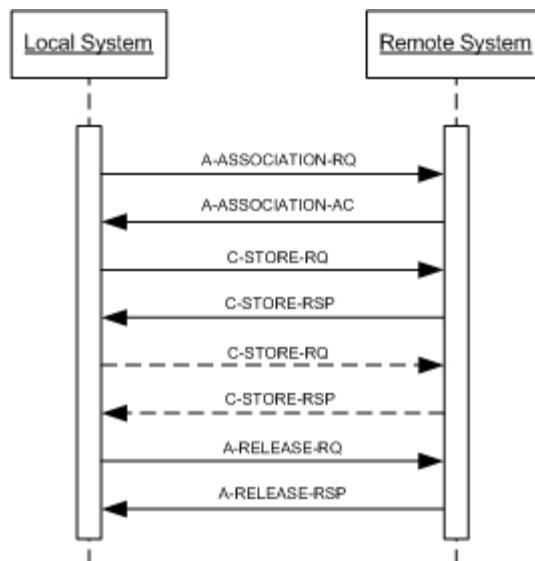 Local System
Remote System
A-ASSOCIATION-RQ
A-ASSOCIATION-AC
C-STORE-RQ
C-STORE-RSP
C-STORE-RQ
C-STORE-RSP
A-RELEASE-RQ
A-RELEASE-RSP